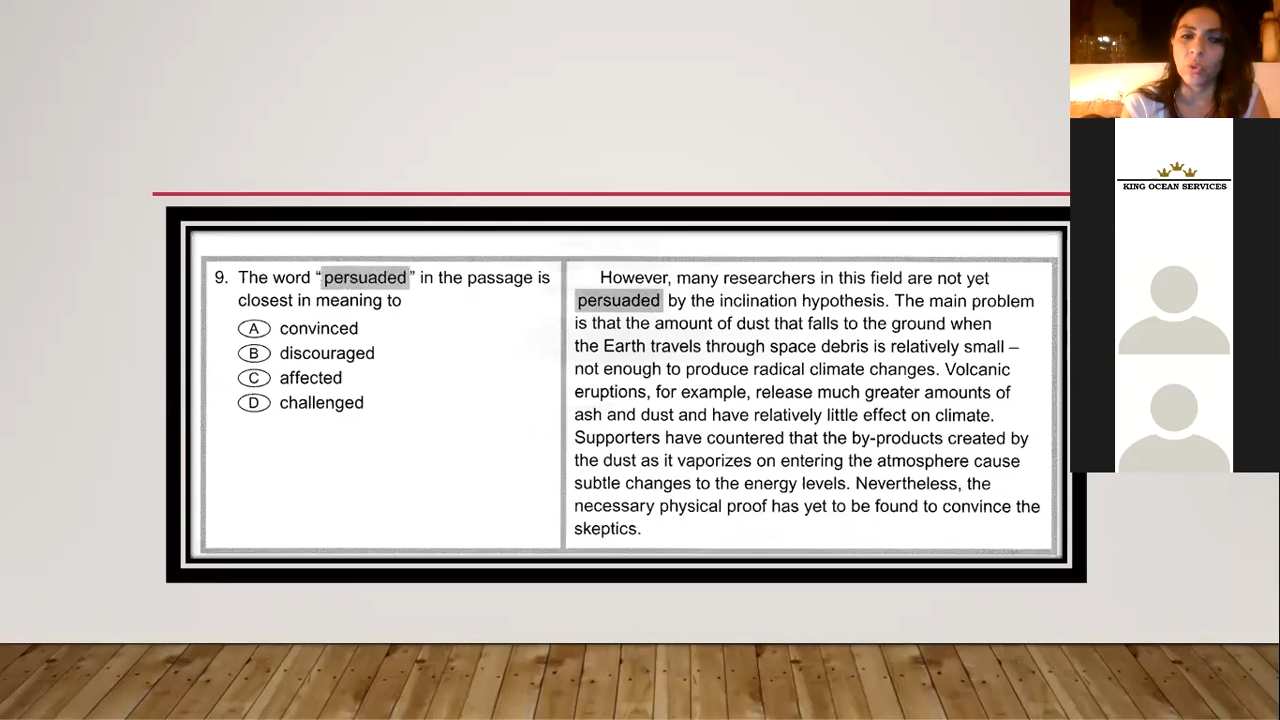 9. The word “persuaded” in the passage is
closest in meaning to
A convinced
B discouraged
C affected
D challenged
However, many researchers in this field are not yet
persuaded by the inclination hypothesis. The main problem
is that the amount of dust that falls to the ground when
the Earth travels through space debris is relatively small –
not enough to produce radical climate changes. Volcanic
eruptions, for example, release much greater amounts of
ash and dust and have relatively little effect on climate.
Supporters have countered that the by-products created by
the dust as it vaporizes on entering the atmosphere cause
subtle changes to the energy levels. Nevertheless, the
necessary physical proof has yet to be found to convince the
skeptics.
KING OCEAN SERVICES